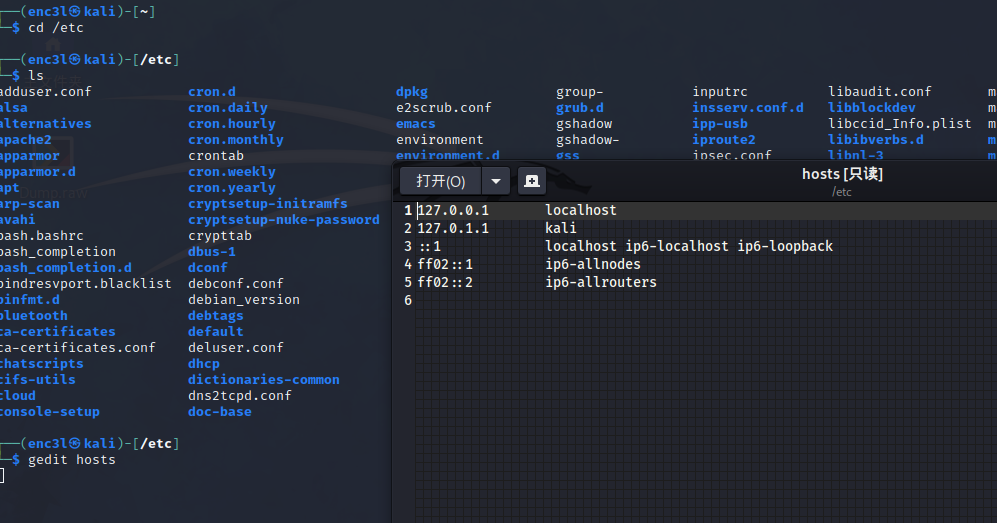 (enc3l㉿kali)-[~]
$ cd /etc
(enc3l㉿kali)-[/etc]
$ ls
adduser.conf cron.d dpkg group- inputrc libaudit.conf m
alsa cron.daily e2scrub.conf grub.d insserv.conf.d libblockdev m
alternatives cron.hourly emacs gshadow ipp-usb libccid_Info.plist m
apache2 cron.monthly environment gshadow- iproute2 libibverbs.d m
apparmor crontab environment.d gss ipsec.conf libnl-3
apparmor.d cron.weekly
apt cron.yearly
arp-scan cryptsetup-initramfs
avahi cryptsetup-nuke-password
bash.bashrc crypttab
bash_completion dbus-1
bash_completion.d dconf
bindresvport.blacklist debconf.conf
binfmt.d debian_version
bluetooth debtags
ca-certificates default
ca-certificates.conf deluser.conf
chatscripts dhcp
cifs-utils dictionaries-common
cloud dns2tcpd.conf
console-setup doc-base
(enc3l㉿kali)-[/etc]
$ gedit hosts
打开(O)
hosts [只读]
/etc
1 127.0.0.1 localhost
2 127.0.1.1 kali
3 ::1 localhost ip6-localhost ip6-loopback
4 ff02::1 ip6-allnodes
5 ff02::2 ip6-allrouters
6